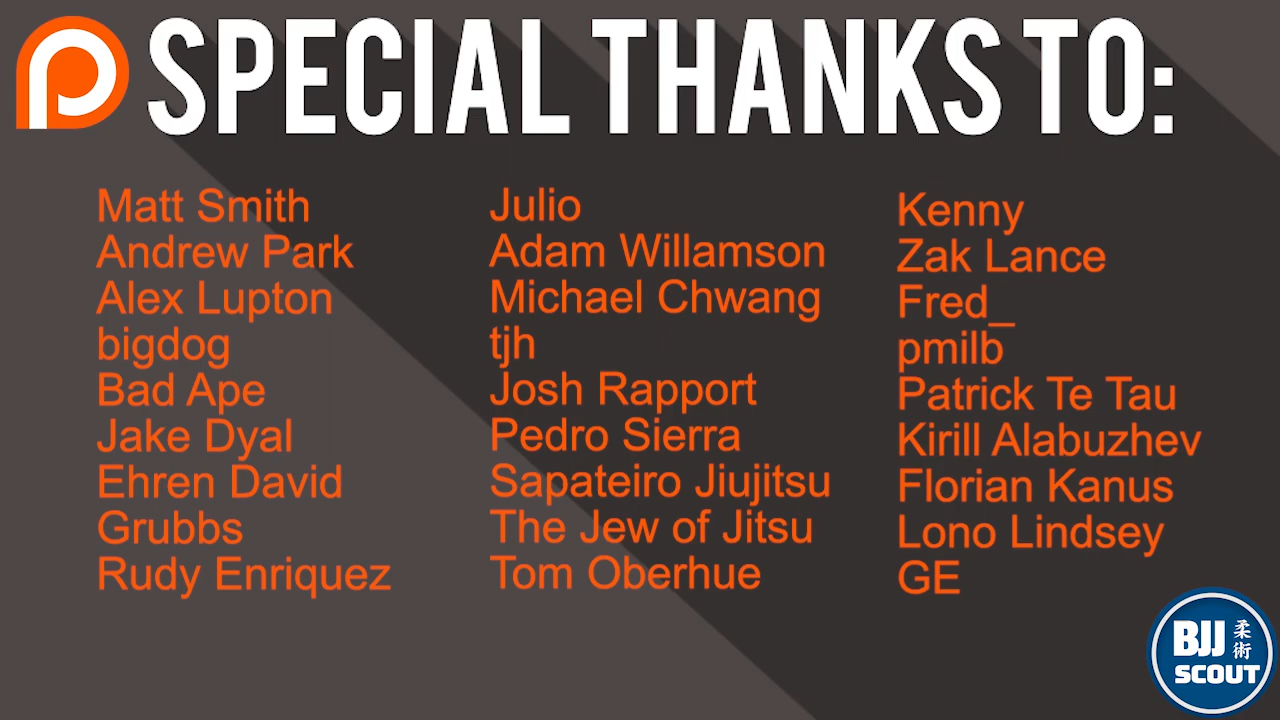 SPECIAL THANKS TO:
Matt Smith
Andrew Park
Alex Lupton
bigdog
Bad Ape
Jake Dyal
Ehren David
Grubbs
Rudy Enriquez
Julio
Adam Willamson
Michael Chwang
tjh
Josh Rapport
Pedro Sierra
Sapateiro Jiujitsu
The Jew of Jitsu
Tom Oberhue
Kenny
Zak Lance
Fred_
pmilb
Patrick Te Tau
Kirill Alabuzhev
Florian Kanus
Lono Lindsey
GE
BJJ 柔術
SCOUT